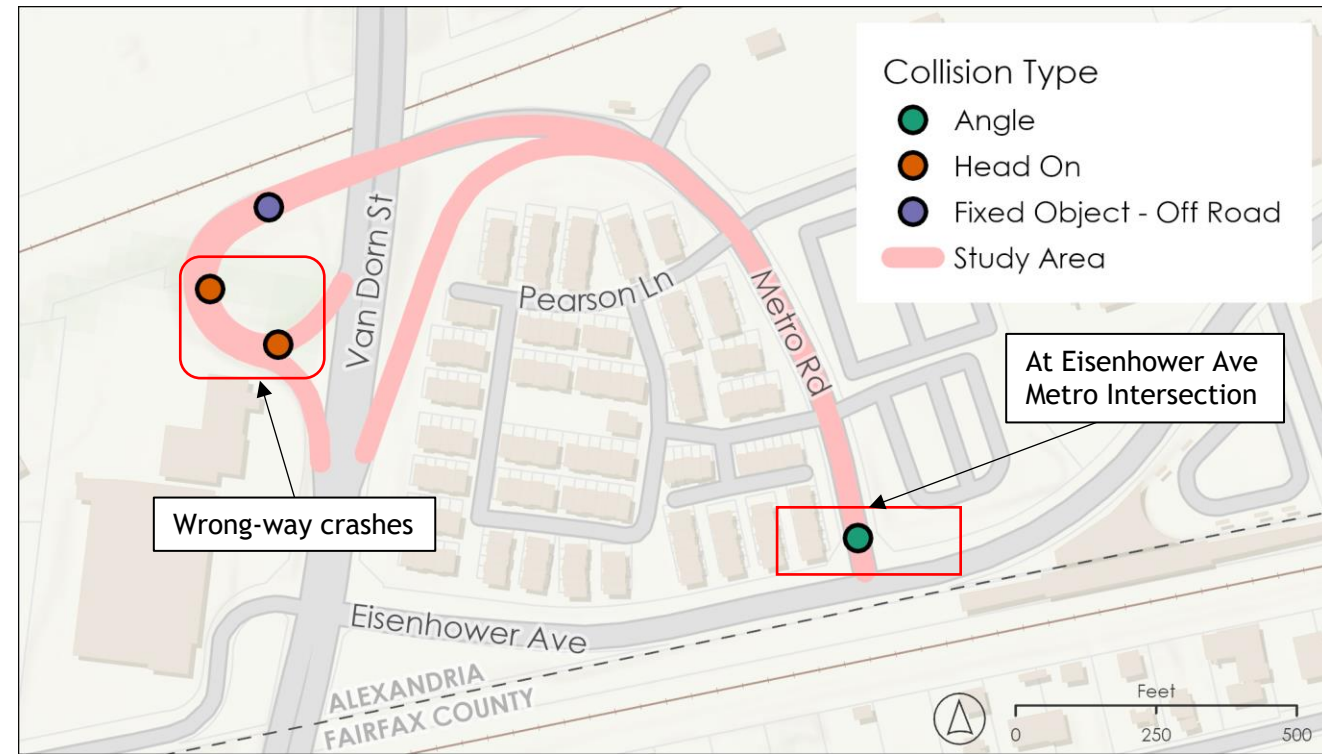 Collision Type
Angle
Head On
Fixed Object - Off Road
Study Area
Van Dorn St
Pearson Ln
Metro Rd
At Eisenhower Ave
Metro Intersection
Wrong-way crashes
Eisenhower Ave
ALEXANDRIA
FAIRFAX COUNTY
Feet
0 250 500